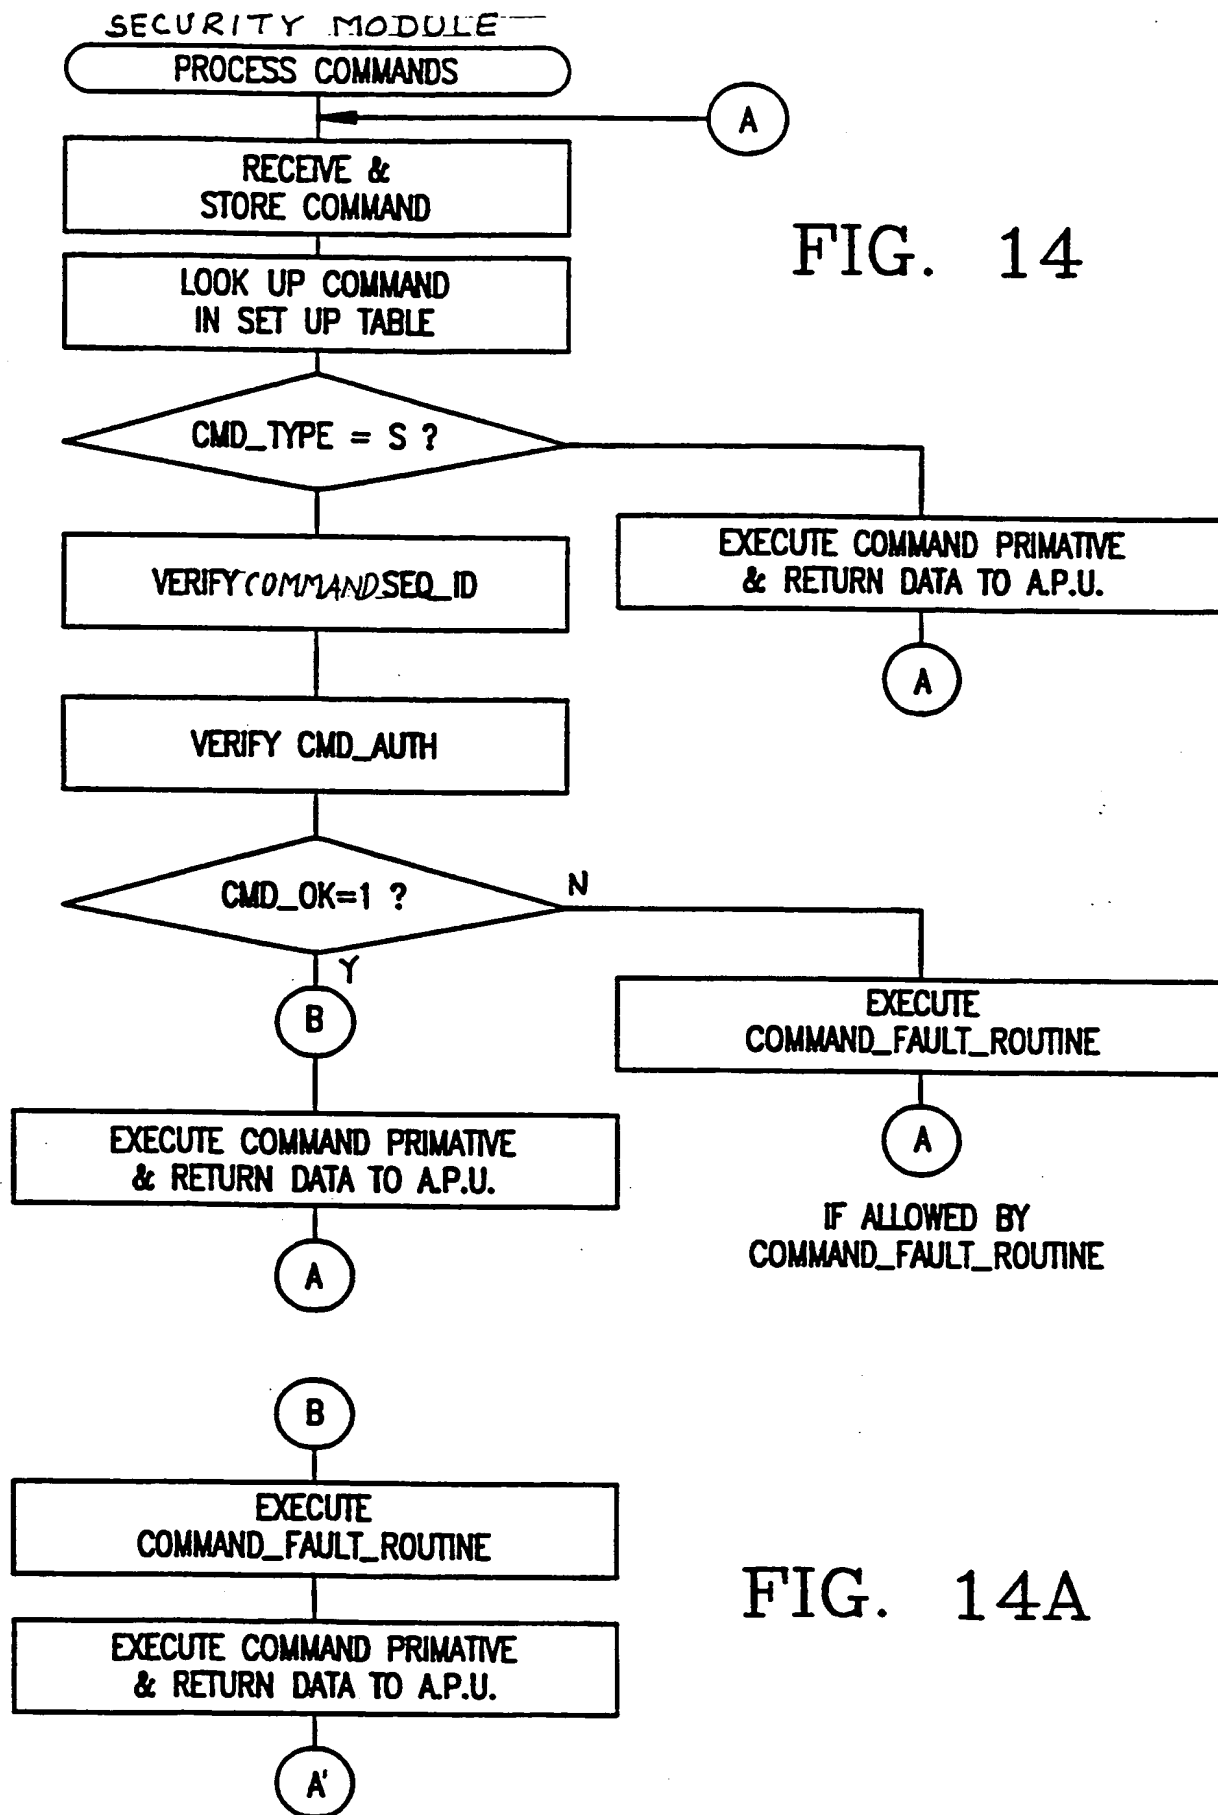 SECURITY MODULE
PROCESS COMMANDS
A
RECEIVE &
STORE COMMAND
FIG. 14
LOOK UP COMMAND
IN SET UP TABLE
CMD_TYPE = S ?
EXECUTE COMMAND PRIMATIVE
& RETURN DATA TO A.P.U.
A
VERIFY COMMAND SEQ_ID
VERIFY CMD_AUTH
CMD_OK=1 ?
N
Y
B
EXECUTE
COMMAND_FAULT_ROUTINE
A
IF ALLOWED BY
COMMAND_FAULT_ROUTINE
EXECUTE COMMAND PRIMATIVE
& RETURN DATA TO A.P.U.
A
B
EXECUTE
COMMAND_FAULT_ROUTINE
FIG. 14A
EXECUTE COMMAND PRIMATIVE
& RETURN DATA TO A.P.U.
A'